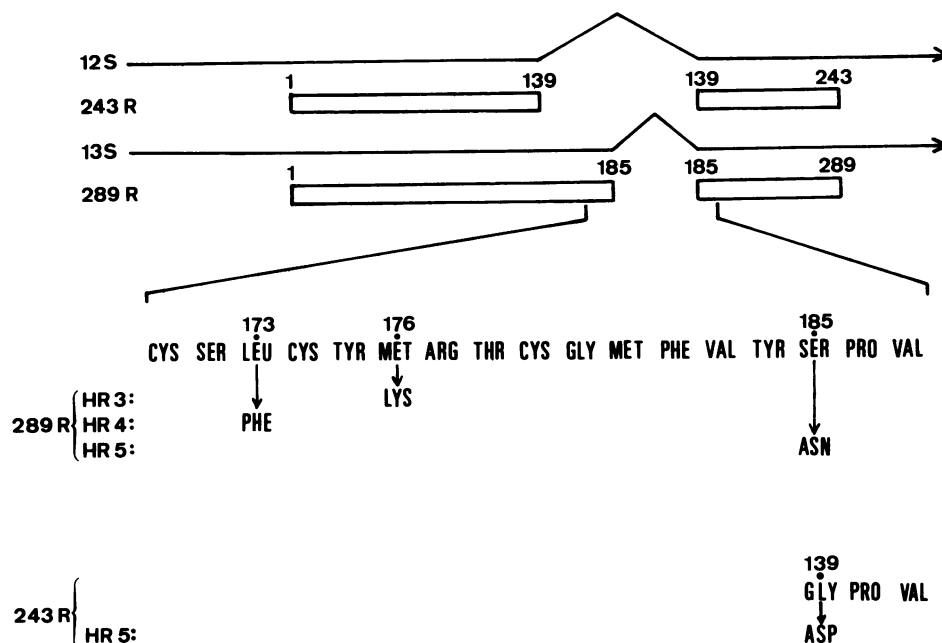 12S
1 139 139 243
243 R
13S
1 185 185 289
289 R
173 176 185
CYS SER LEU CYS TYR MET ARG THR CYS GLY MET PHE VAL TYR SER PRO VAL
289 R
HR 3: LYS
HR 4: PHE
HR 5: ASN
139
GLY PRO VAL
243 R
HR 5: ASP